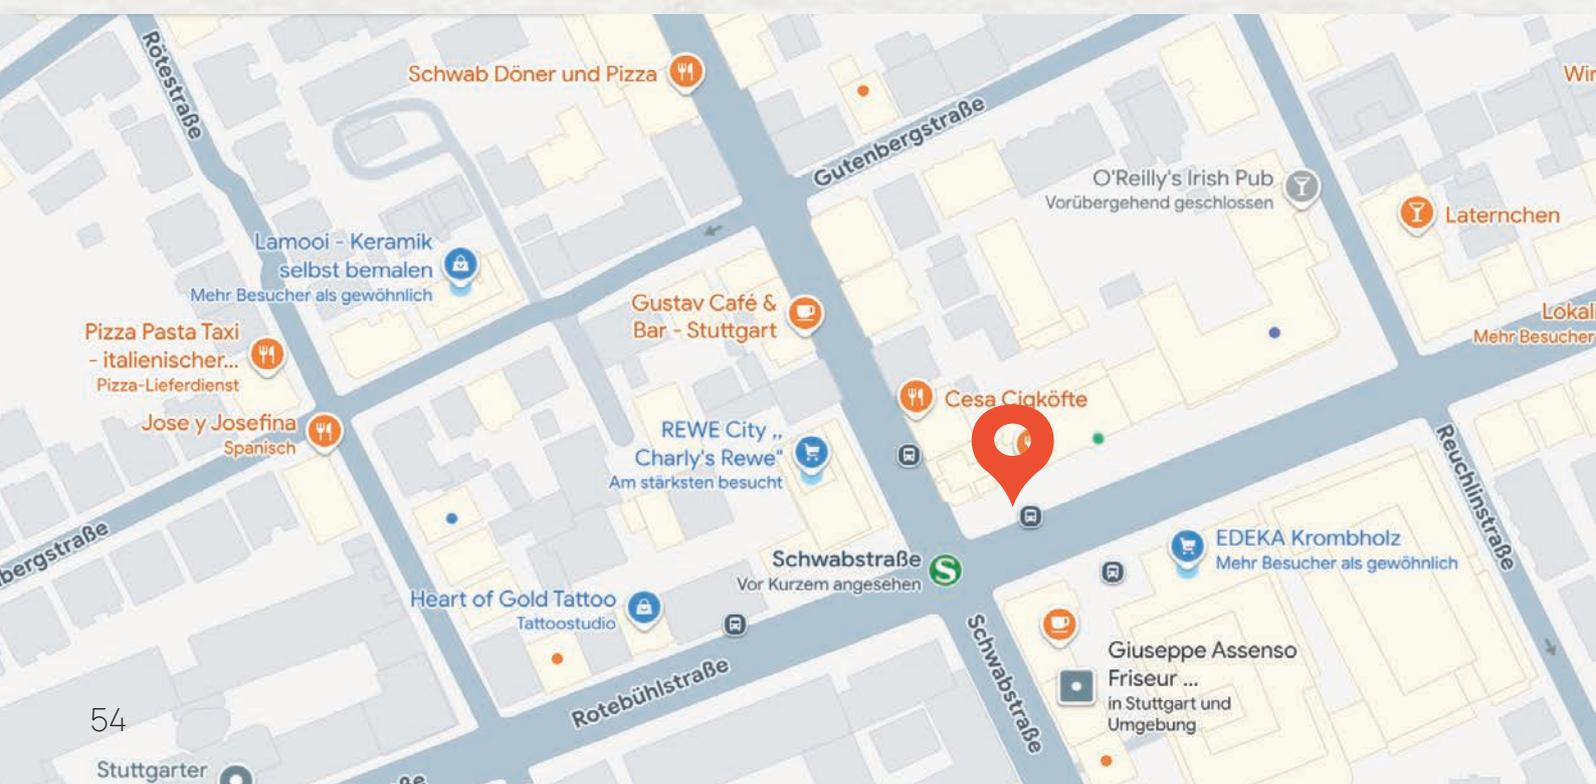 Rötestraße
Schwab Döner und Pizza
Gutenbergstraße
O'Reilly's Irish Pub
Vorübergehend geschlossen
Laternchen
Lamooi - Keramik
selbst bemalen
Mehr Besucher als gewöhnlich
Gustav Café &
Bar - Stuttgart
Pizza Pasta Taxi
- italienischer...
Pizza-Lieferdienst
Mehr Besucher
Cesa Cigköfte
Jose y Josefina
Spanisch
REWE City ,,
Charly's Rewe"
Am stärksten besucht
Reuchlinstraße
bergstraße
EDEKA Krombholz
Mehr Besucher als gewöhnlich
Schwabstraße
Vor Kurzem angesehen
S
Heart of Gold Tattoo
Tattoostudio
Schwabstraße
Giuseppe Assenso
Friseur ...
in Stuttgart und
Umgebung
Rotebühlstraße
54
Stuttgarter